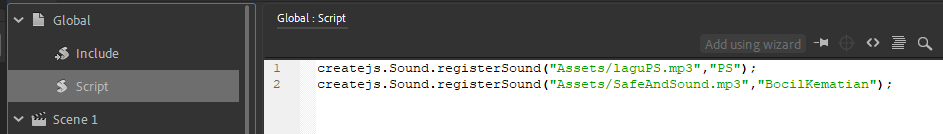 Global
Include
Script
Scene 1
Global : Script
Add using wizard
1 createjs.Sound.registerSound("Assets/laguPS.mp3","PS");
2 createjs.Sound.registerSound("Assets/SafeAndSound.mp3","BocilKematian");